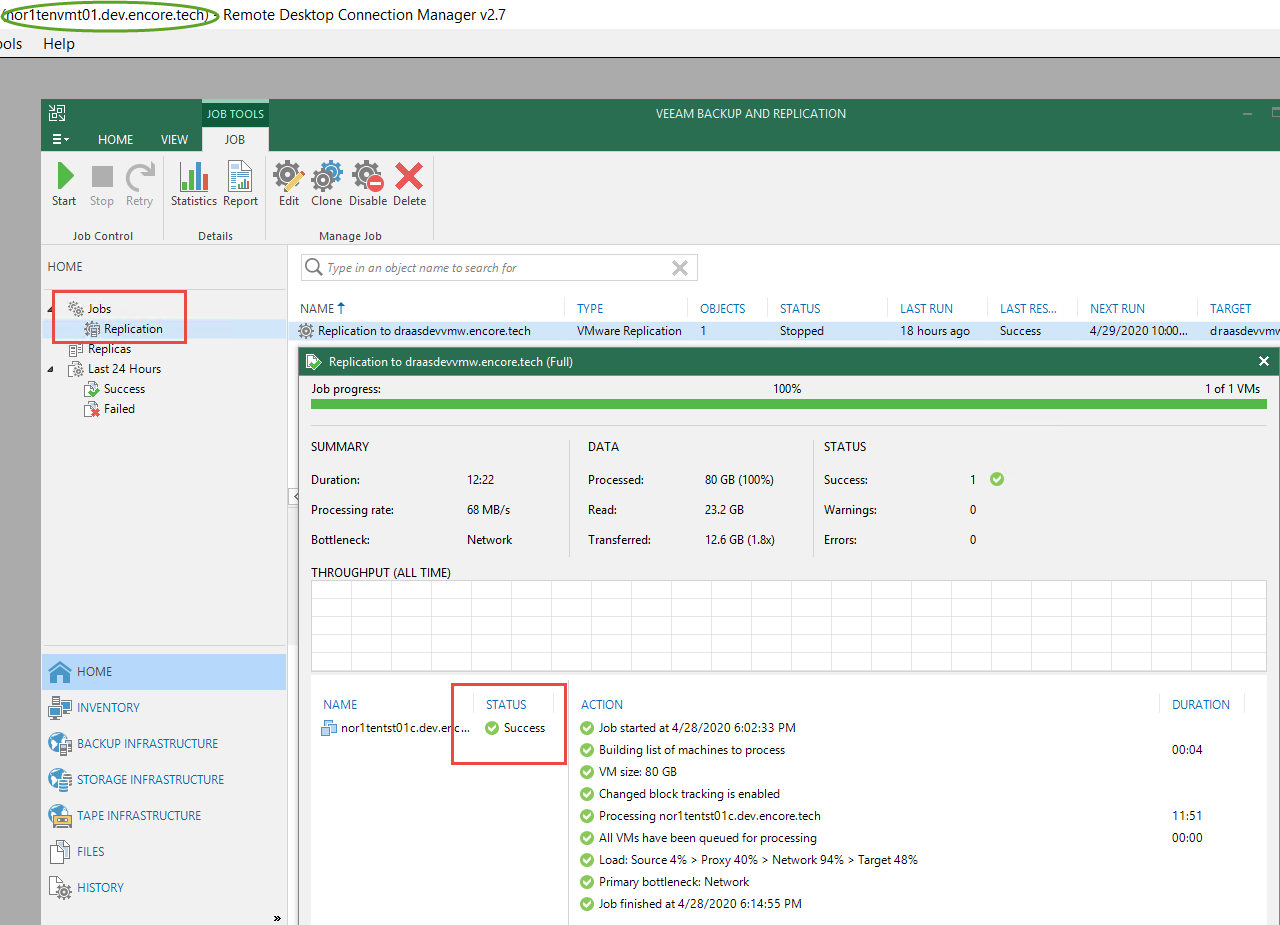 (nor1tenvmt01.dev.encore.tech) - Remote Desktop Connection Manager v2.7
ools Help
JOB TOOLS VEEAM BACKUP AND REPLICATION
HOME VIEW JOB
Start Stop Retry Statistics Report Edit Clone Disable Delete
Job Control Details Manage Job
HOME
Type in an object name to search for
Jobs
Replication
Replicas
Last 24 Hours
Success
Failed
NAME TYPE OBJECTS STATUS LAST RUN LAST RES... NEXT RUN TARGET
Replication to draasdevvmw.encore.tech VMware Replication 1 Stopped 18 hours ago Success 4/29/2020 10:00... draasdevvmw
Replication to draasdevvmw.encore.tech (Full)
Job progress: 100% 1 of 1 VMs
SUMMARY DATA STATUS
Duration: 12:22 Processed: 80 GB (100%) Success: 1
Processing rate: 68 MB/s Read: 23.2 GB Warnings: 0
Bottleneck: Network Transferred: 12.6 GB (1.8x) Errors: 0
THROUGHPUT (ALL TIME)
HOME
INVENTORY
BACKUP INFRASTRUCTURE
STORAGE INFRASTRUCTURE
TAPE INFRASTRUCTURE
FILES
HISTORY
»
NAME STATUS ACTION DURATION
nor1tentst01c.dev.enc... Success Job started at 4/28/2020 6:02:33 PM
Building list of machines to process 00:04
VM size: 80 GB
Changed block tracking is enabled
Processing nor1tentst01c.dev.encore.tech 11:51
All VMs have been queued for processing 00:00
Load: Source 4% > Proxy 40% > Network 94% > Target 48%
Primary bottleneck: Network
Job finished at 4/28/2020 6:14:55 PM